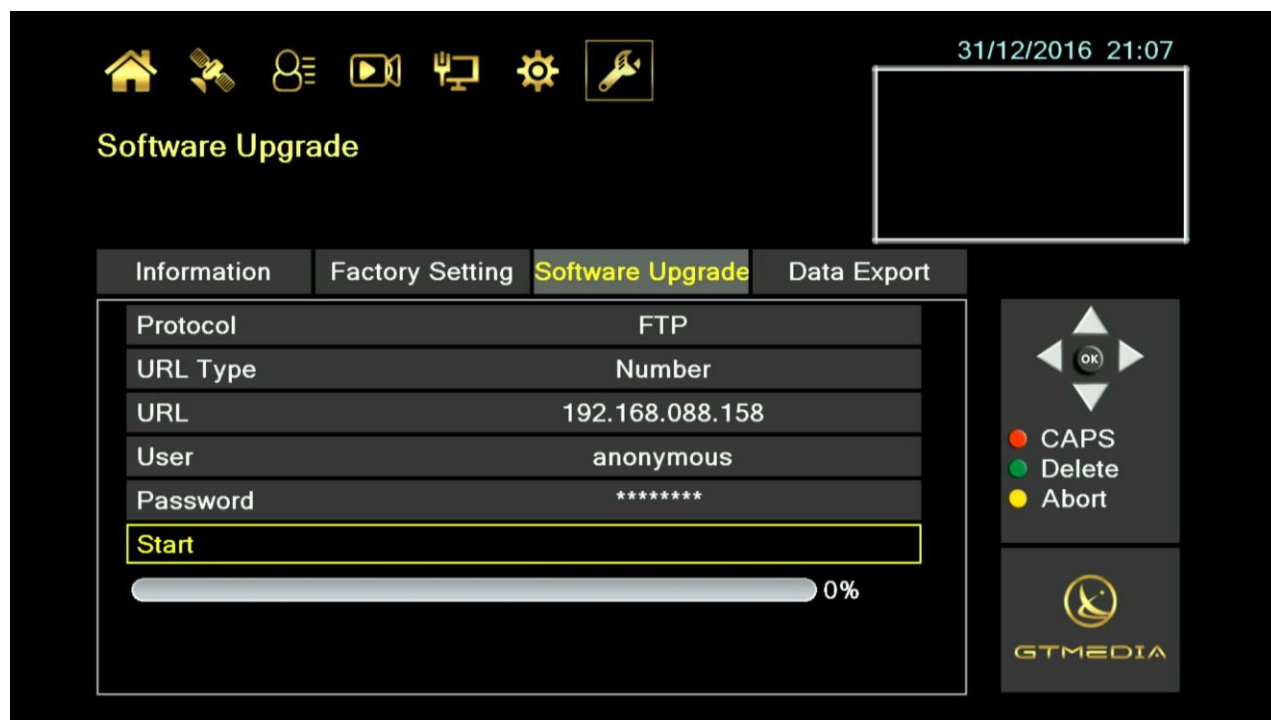 31/12/2016 21:07
Software Upgrade
Information Factory Setting Software Upgrade Data Export
Protocol FTP
URL Type Number
URL 192.168.088.158
User anonymous
Password ********
Start
0%
OK
CAPS
Delete
Abort
GTMEDIA